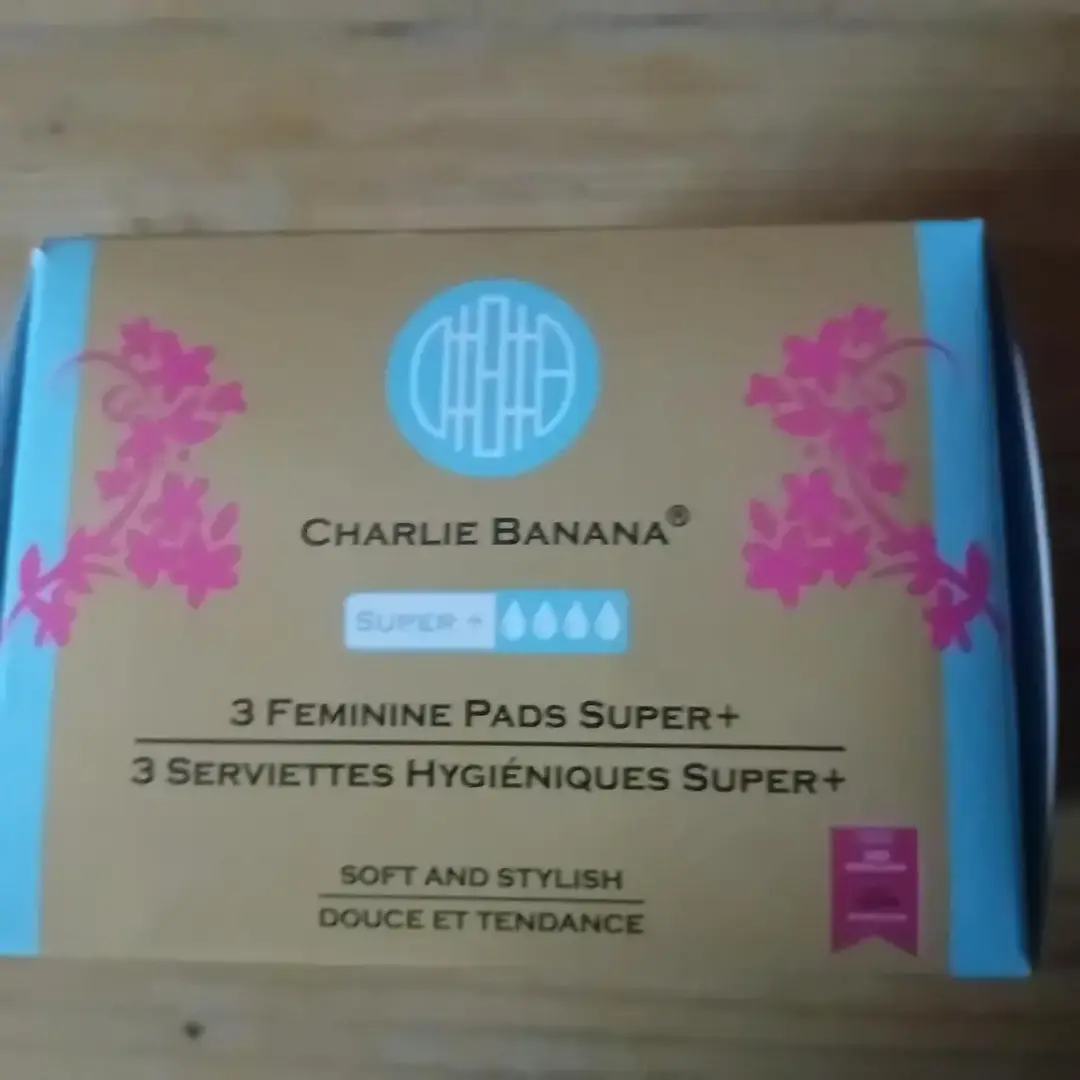 CHARLIE BANANA®
SUPER +
3 FEMININE PADS SUPER+
3 SERVIETTES HYGIÉNIQUES SUPER+
SOFT AND STYLISH
DOUCE ET TENDANCE